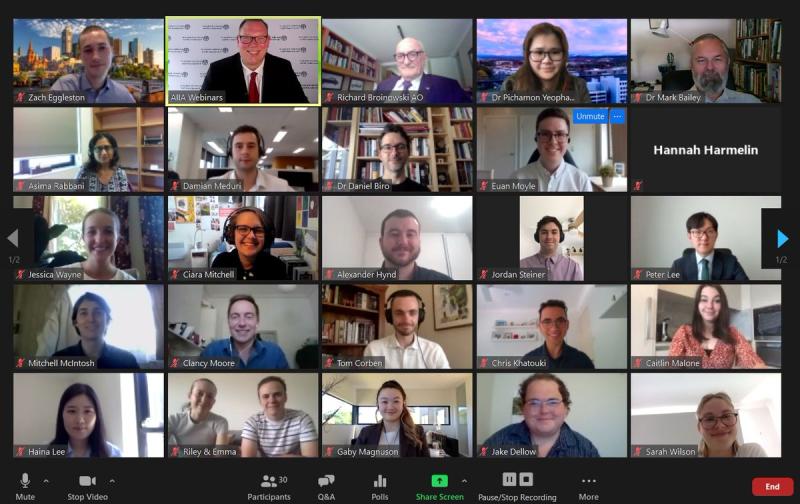 Zach Eggleston
AIIA Webinars
Richard Broinowski AO
Dr Pichamon Yeopha...
Dr Mark Bailey
Asima Rabbani
Damian Meduri
Dr Daniel Biro
Unmute ...
Euan Moyle
Hannah Harmelin
1/2
Jessica Wayne
Ciara Mitchell
Alexander Hynd
Jordan Steiner
Peter Lee
1/2
Mitchell McIntosh
Clancy Moore
Tom Corben
Chris Khatouki
Caitlin Malone
Haina Lee
Riley & Emma
Gaby Magnuson
Jake Dellow
Sarah Wilson
Mute
Stop Video
Participants 30
Q&A
Polls
Share Screen
Pause/Stop Recording
More
End